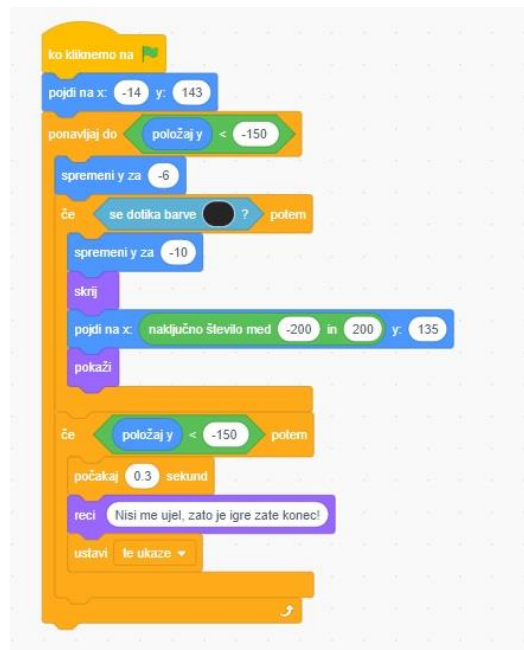 ko kliknemo na
pojdi na x: -14 y: 143
ponavljaj do položaj y < -150
spremeni y za -6
če se dotika barve ? potem
spremeni y za -10
skrij
pojdi na x: naključno število med -200 in 200 y: 135
pokaži
če položaj y < -150 potem
počakaj 0.3 sekund
reci Nisi me ujel, zato je igre zate konec!
ustavi te ukaze